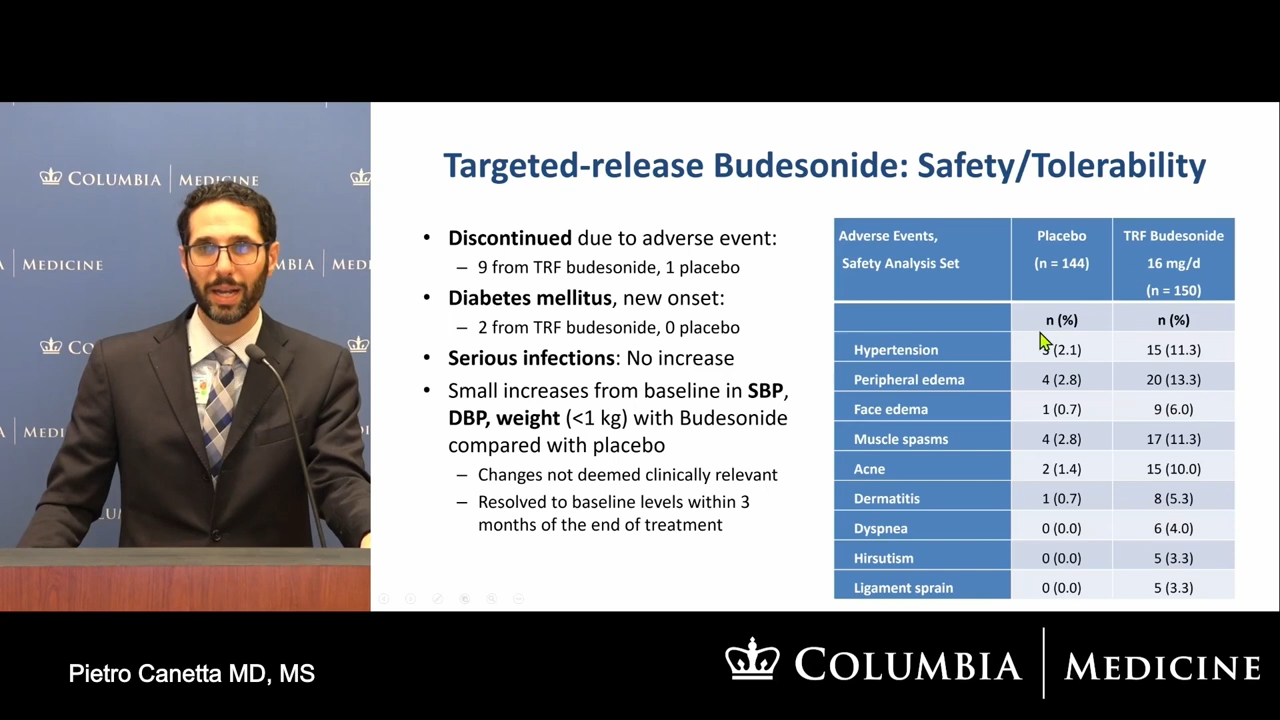 COLUMBIA | MEDICINE
MEDICINE
MBIA | MED
COLU
Targeted-release Budesonide: Safety/Tolerability
• Discontinued due to adverse event:
– 9 from TRF budesonide, 1 placebo
• Diabetes mellitus, new onset:
– 2 from TRF budesonide, 0 placebo
• Serious infections: No increase
• Small increases from baseline in SBP,
DBP, weight (<1 kg) with Budesonide
compared with placebo
– Changes not deemed clinically relevant
– Resolved to baseline levels within 3
months of the end of treatment
Adverse Events, Safety Analysis Set Placebo (n = 144) TRF Budesonide 16 mg/d (n = 150)
n (%) n (%)
Hypertension (2.1) 15 (11.3)
Peripheral edema 4 (2.8) 20 (13.3)
Face edema 1 (0.7) 9 (6.0)
Muscle spasms 4 (2.8) 17 (11.3)
Acne 2 (1.4) 15 (10.0)
Dermatitis 1 (0.7) 8 (5.3)
Dyspnea 0 (0.0) 6 (4.0)
Hirsutism 0 (0.0) 5 (3.3)
Ligament sprain 0 (0.0) 5 (3.3)
Pietro Canetta MD, MS
COLUMBIA | MEDICINE